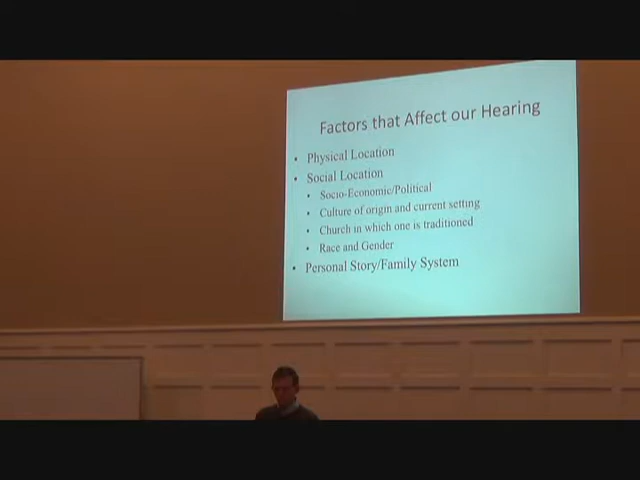 Factors that Affect our Hearing
• Physical Location
• Social Location
• Socio-Economic/Political
• Culture of origin and current setting
• Church in which one is traditioned
• Race and Gender
• Personal Story/Family System